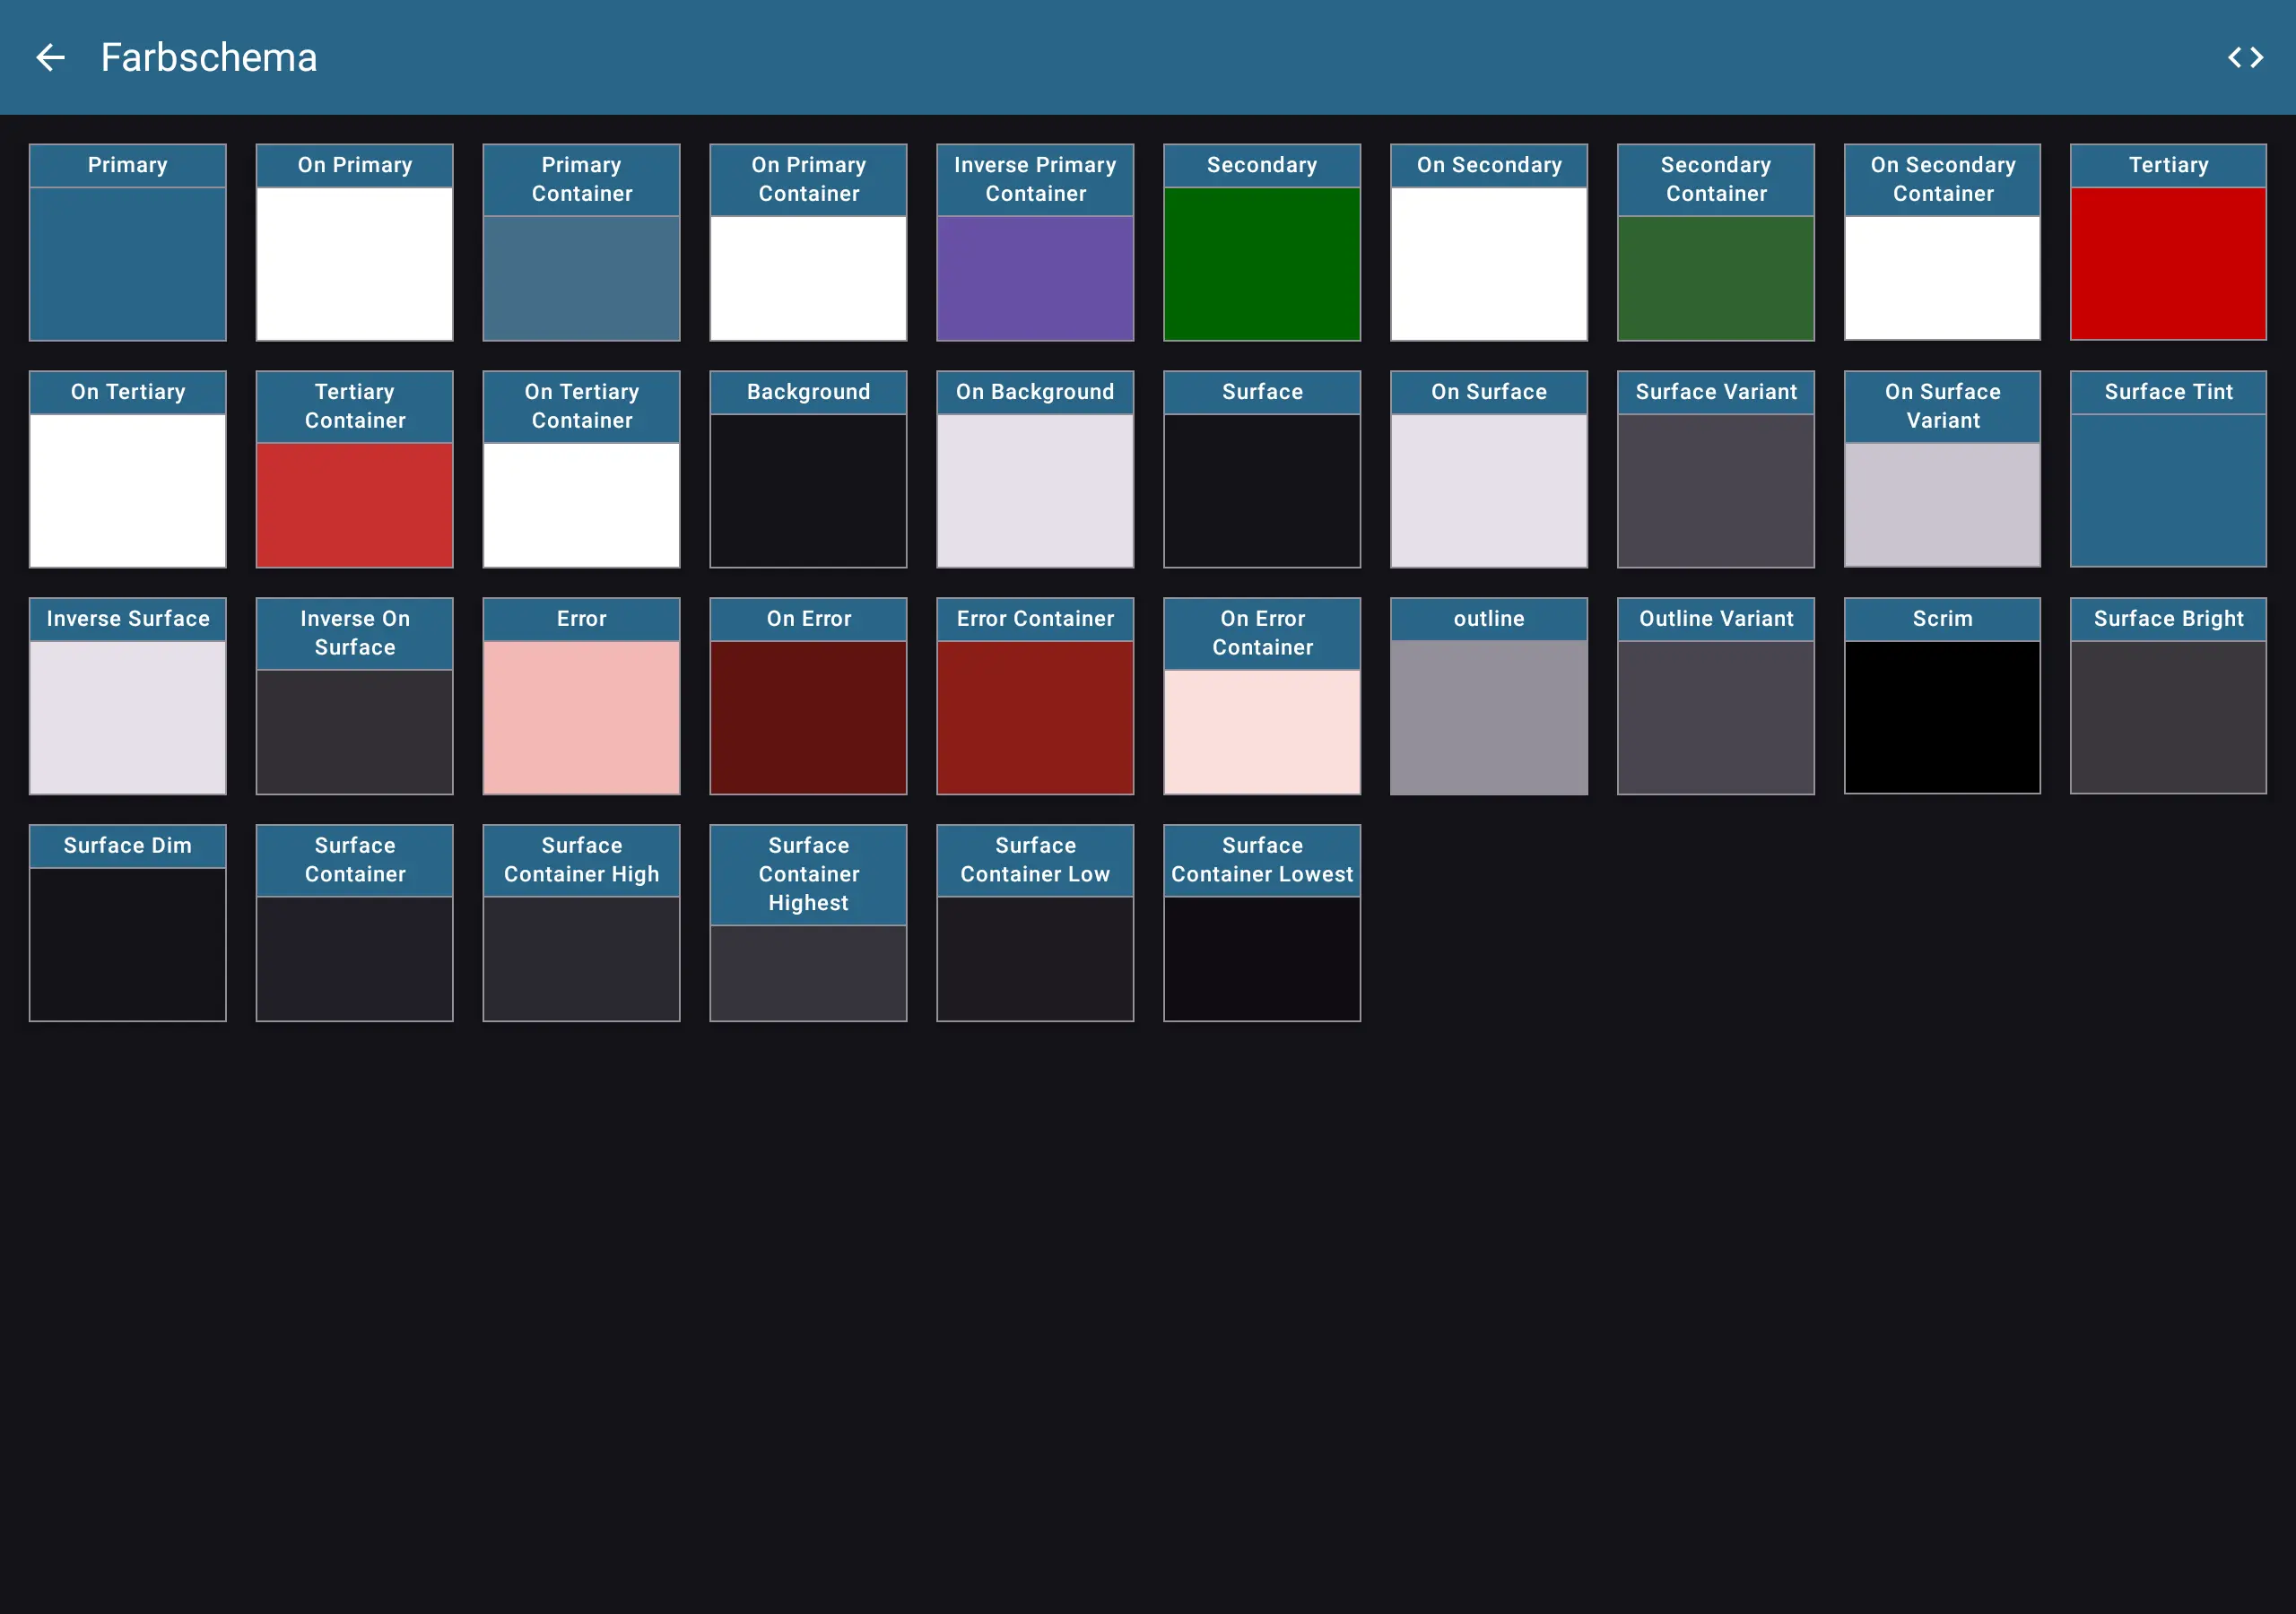 Farbschema
Primary
On Primary
Primary
Container
On Primary
Container
Inverse Primary
Container
Secondary
On Secondary
Secondary
Container
On Secondary
Container
Tertiary
On Tertiary
Tertiary
Container
On Tertiary
Container
Background
On Background
Surface
On Surface
Surface Variant
On Surface
Variant
Surface Tint
Inverse Surface
Inverse On
Surface
Error
On Error
Error Container
On Error
Container
outline
Outline Variant
Scrim
Surface Bright
Surface Dim
Surface
Container
Surface
Container High
Surface
Container
Highest
Surface
Container Low
Surface
Container Lowest